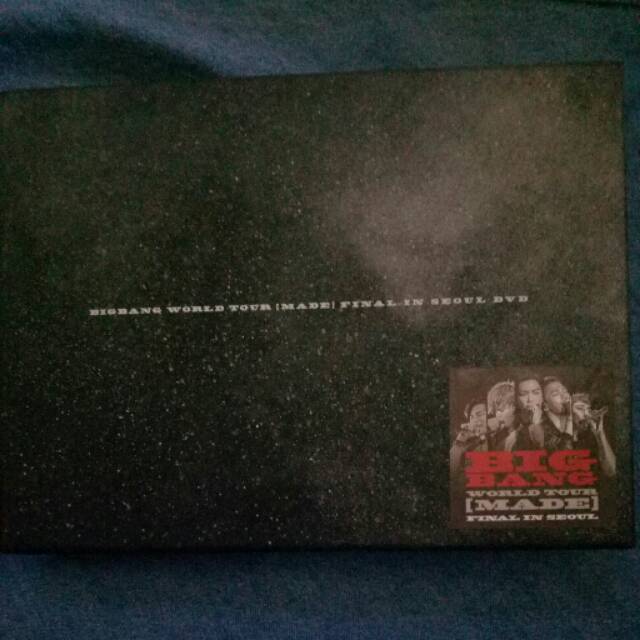 BIGBANG WORLD TOUR [MADE] FINAL IN SEOUL DVD
BIG
BANG
WORLD TOUR
[MADE]
FINAL IN SEOUL